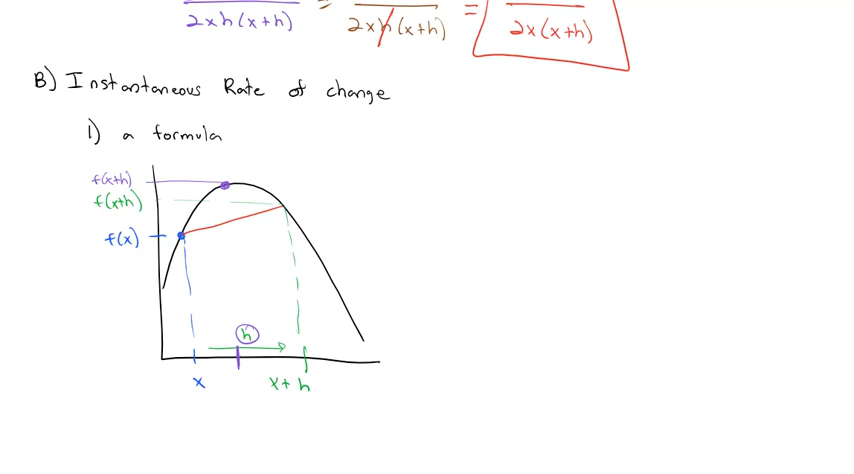 2xh(x+h) = 2xh(x+h) = 2x(x+h)
B) Instantaneous Rate of change
1) a formula
f(x+h)
f(x+h)
f(x)
h
x
x+h